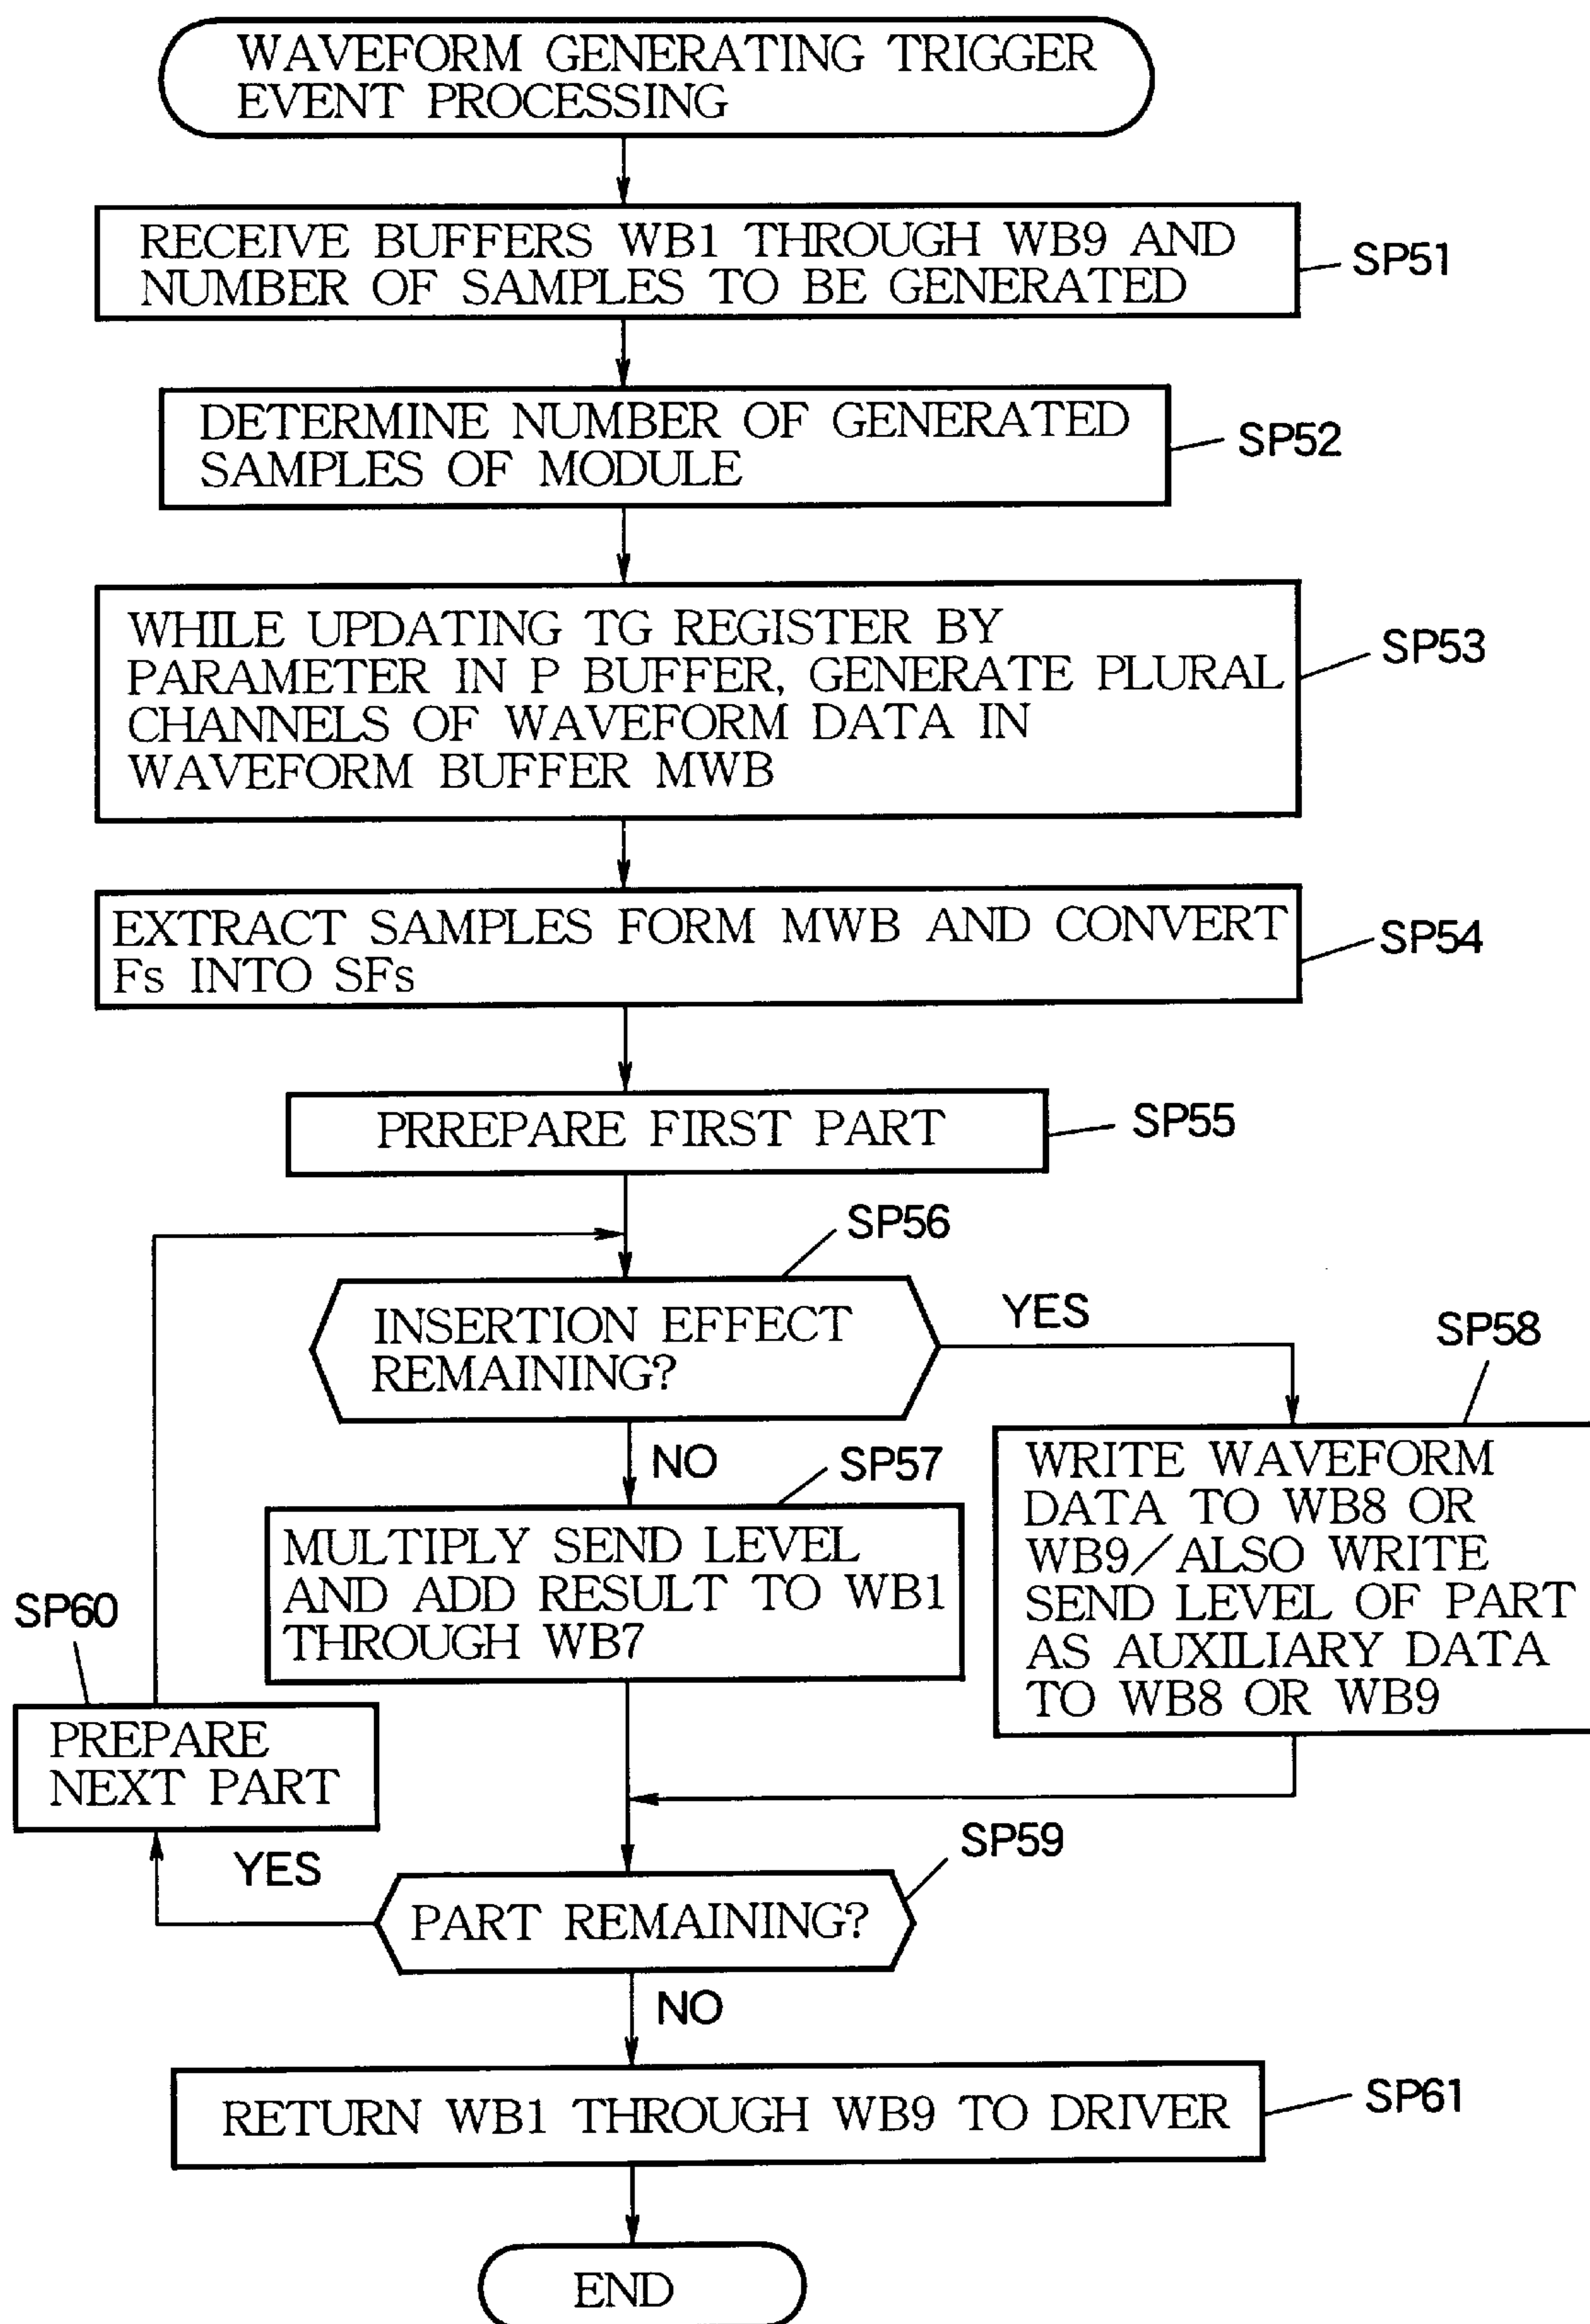 WAVEFORM GENERATING TRIGGER
EVENT PROCESSING
RECEIVE BUFFERS WB1 THROUGH WB9 AND
NUMBER OF SAMPLES TO BE GENERATED
SP51
DETERMINE NUMBER OF GENERATED
SAMPLES OF MODULE
SP52
WHILE UPDATING TG REGISTER BY
PARAMETER IN P BUFFER, GENERATE PLURAL
CHANNELS OF WAVEFORM DATA IN
WAVEFORM BUFFER MWB
SP53
EXTRACT SAMPLES FORM MWB AND CONVERT
Fs INTO SFs
SP54
PRREPARE FIRST PART
SP55
SP56
INSERTION EFFECT
REMAINING?
YES
SP58
NO
SP57
MULTIPLY SEND LEVEL
AND ADD RESULT TO WB1
THROUGH WB7
WRITE WAVEFORM
DATA TO WB8 OR
WB9/ALSO WRITE
SEND LEVEL OF PART
AS AUXILIARY DATA
TO WB8 OR WB9
SP60
PREPARE
NEXT PART
YES
SP59
PART REMAINING?
NO
RETURN WB1 THROUGH WB9 TO DRIVER
SP61
END